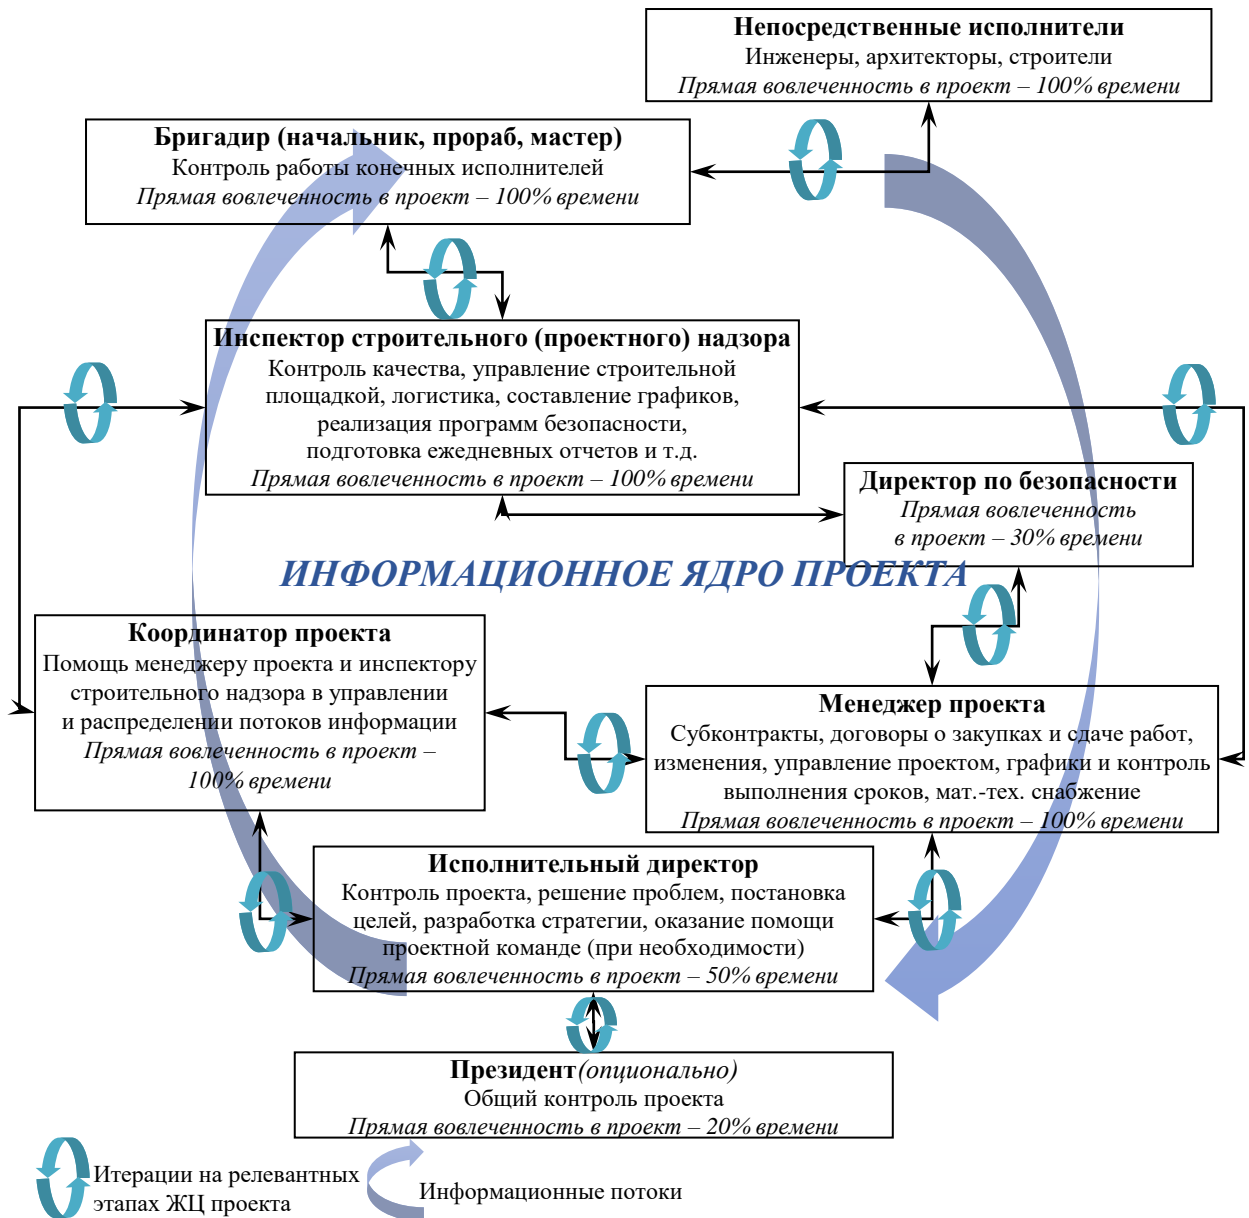 Непосредственные исполнители
Инженеры, архитекторы, строители
Прямая вовлеченность в проект – 100% времени
Бригадир (начальник, прораб, мастер)
Контроль работы конечных исполнителей
Прямая вовлеченность в проект – 100% времени
Инспектор строительного (проектного) надзора
Контроль качества, управление строительной
площадкой, логистика, составление графиков,
реализация программ безопасности,
подготовка ежедневных отчетов и т.д.
Прямая вовлеченность в проект – 100% времени
Директор по безопасности
Прямая вовлеченность
в проект – 30% времени
ИНФОРМАЦИОННОЕ ЯДРО ПРОЕКТА
Координатор проекта
Помощь менеджеру проекта и инспектору
строительного надзора в управлении
и распределении потоков информации
Прямая вовлеченность в проект –
100% времени
Менеджер проекта
Субконтракты, договоры о закупках и сдаче работ,
изменения, управление проектом, графики и контроль
выполнения сроков, мат.-тех. снабжение
Прямая вовлеченность в проект – 100% времени
Исполнительный директор
Контроль проекта, решение проблем, постановка
целей, разработка стратегии, оказание помощи
проектной команде (при необходимости)
Прямая вовлеченность в проект – 50% времени
Президент (опционально)
Общий контроль проекта
Прямая вовлеченность в проект – 20% времени
Итерации на релевантных
этапах ЖЦ проекта
Информационные потоки